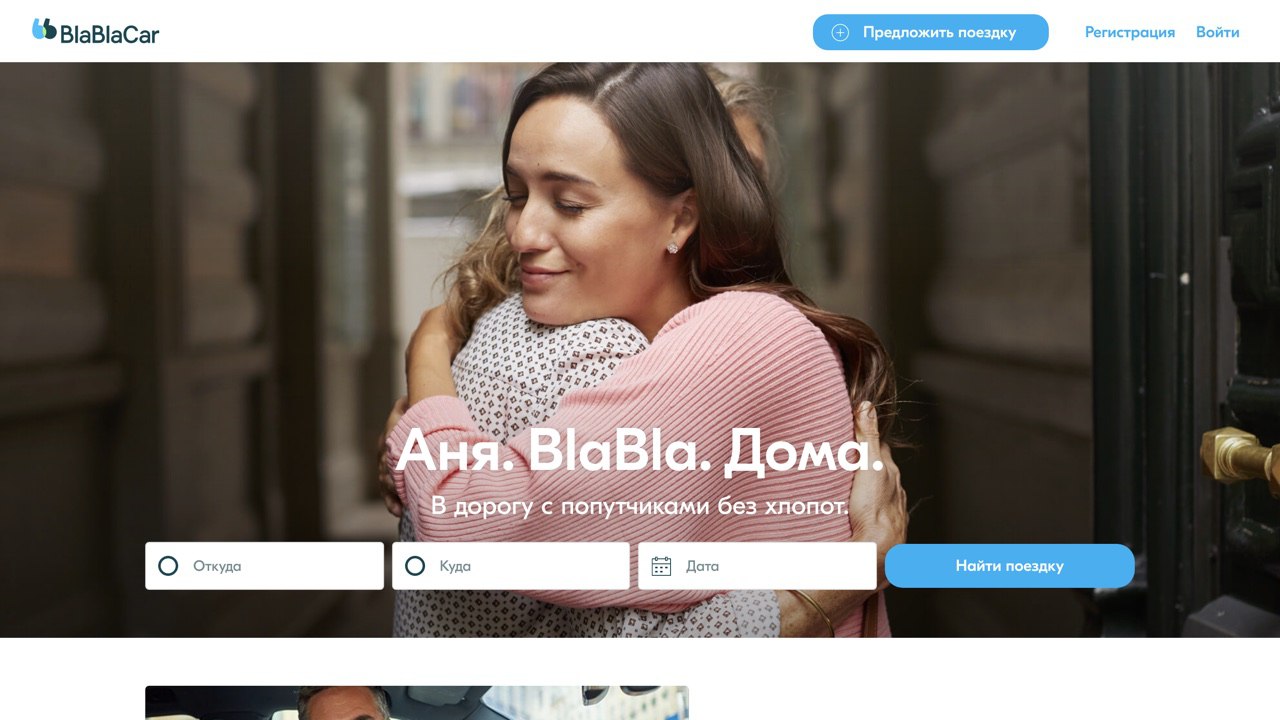 BlaBlaCar
Предложить поездку
Регистрация
Войти
Аня. BlaBla. Дома.
В дорогу с попутчиками без хлопот.
Откуда
Куда
Дата
Найти поездку